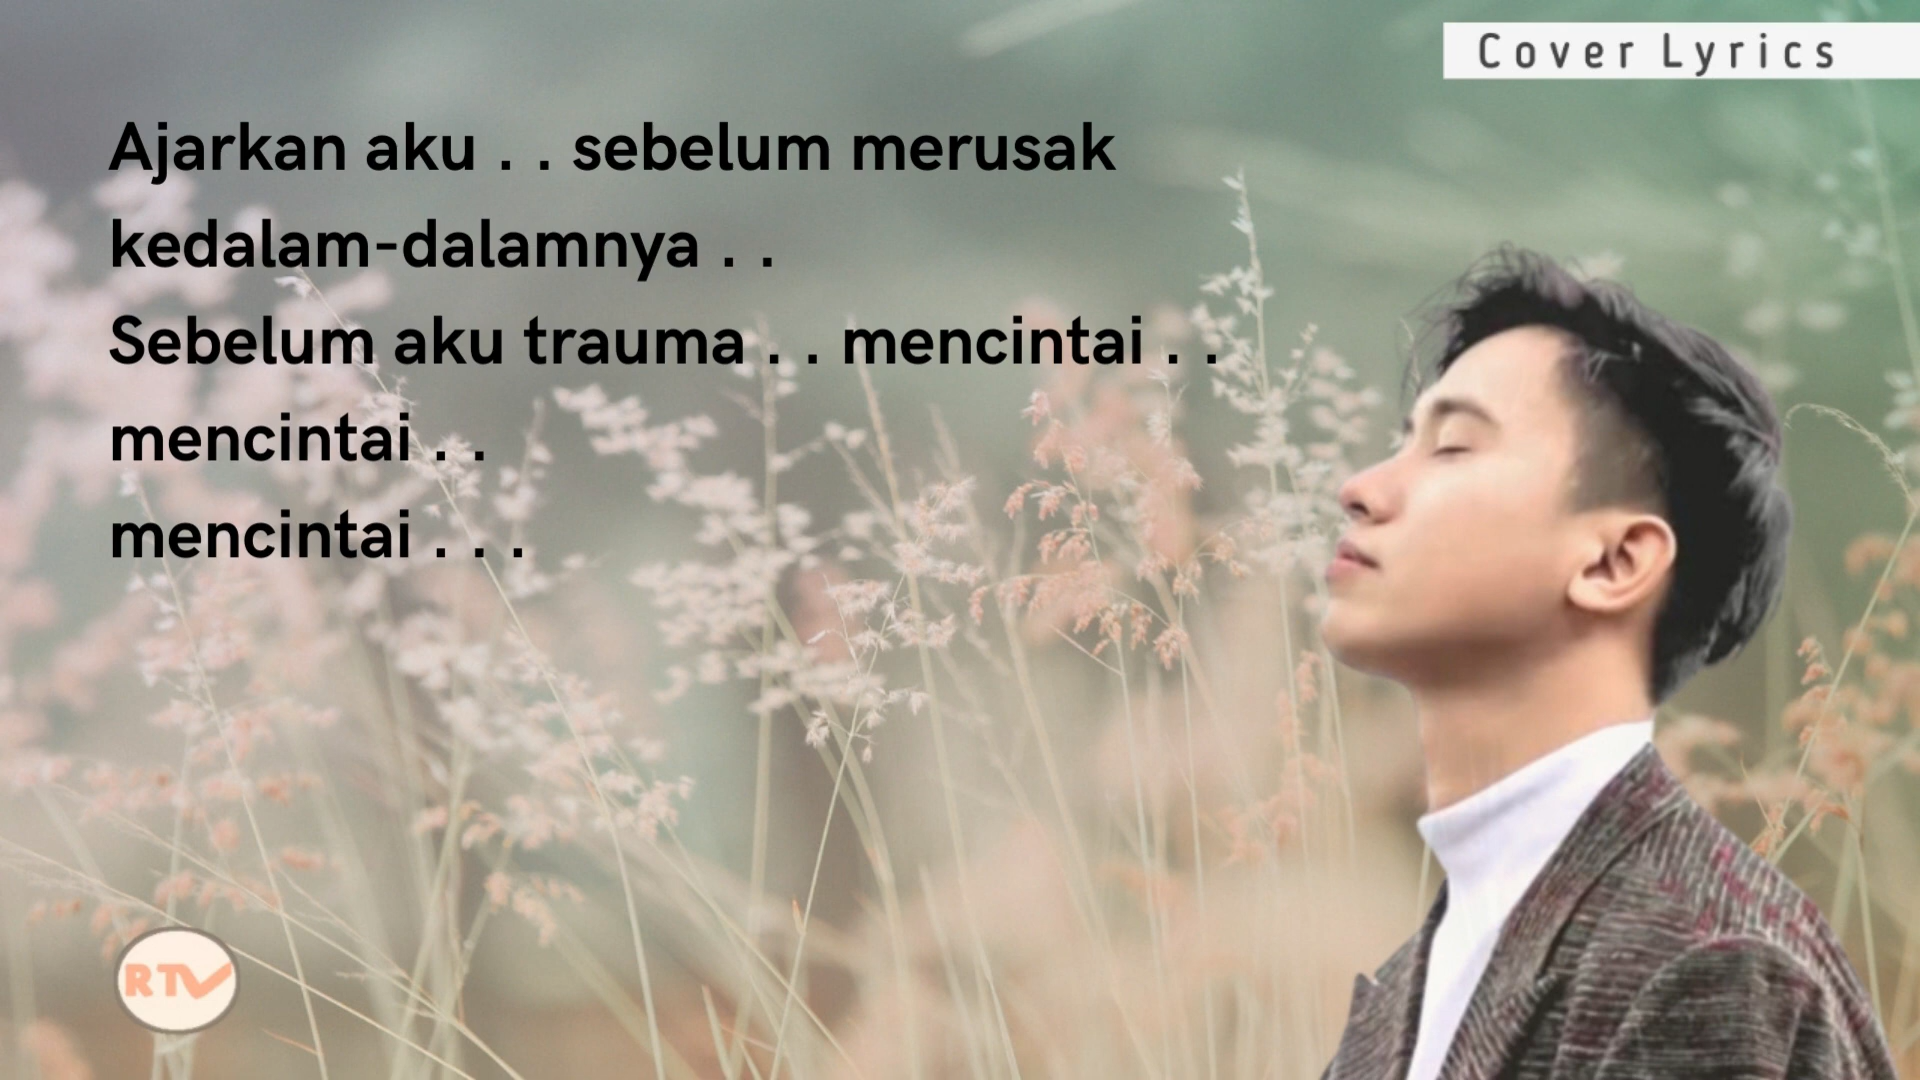 Cover Lyrics
Ajarkan aku . . sebelum merusak
kedalam-dalamnya . .
Sebelum aku trauma . . mencintai . .
mencintai . .
mencintai . . .
RTV